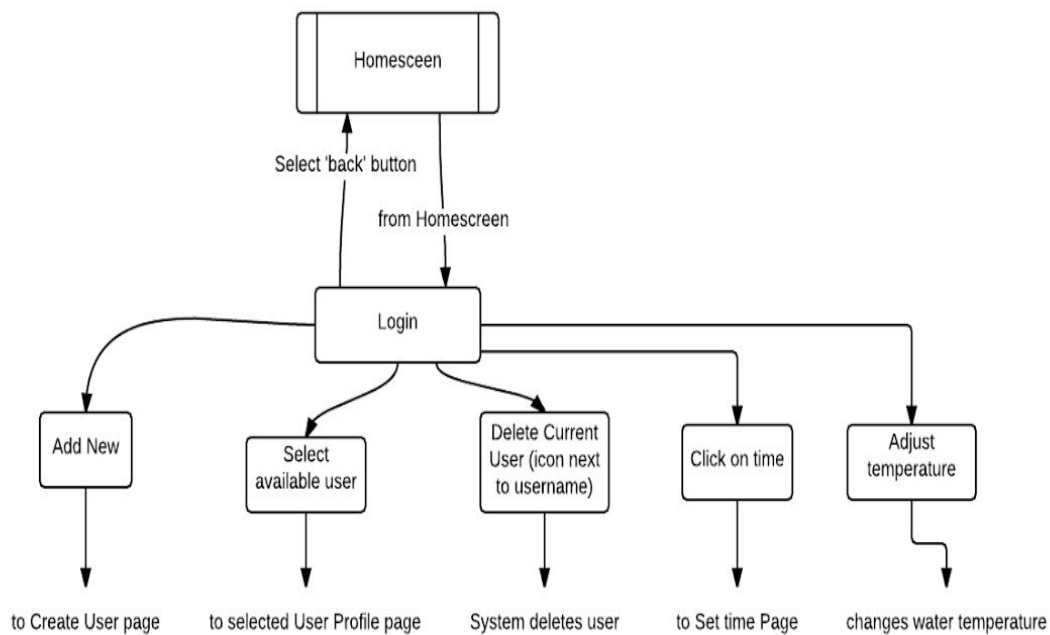 Homesceen
Select 'back' button
from Homescreen
Login
Add New
Select
available user
Delete Current
User (icon next
to username)
Click on time
Adjust
temperature
to Create User page
to selected User Profile page
System deletes user
to Set time Page
changes water temperature